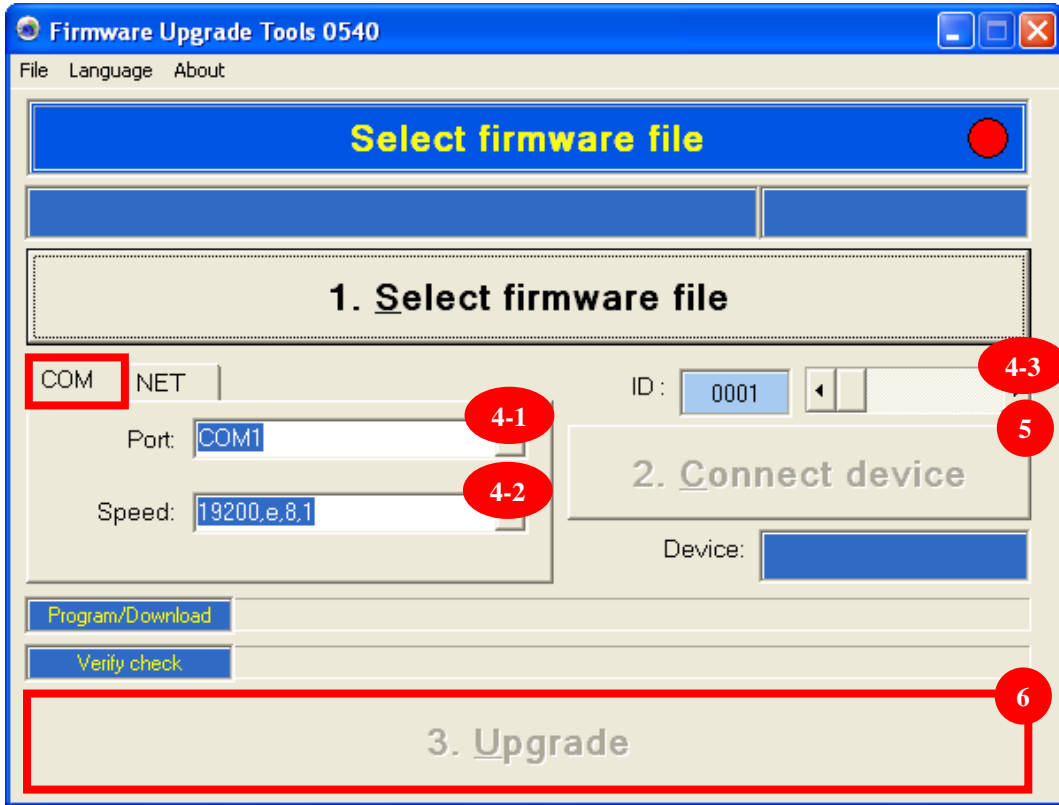 Firmware Upgrade Tools 0540
File Language About
Select firmware file
1. Select firmware file
COM NET
ID : 0001 4-3
Port: COM1 4-1
5
2. Connect device
Speed: 19200,e,8,1 4-2
Device:
Program/Download
Verify check
6
3. Upgrade